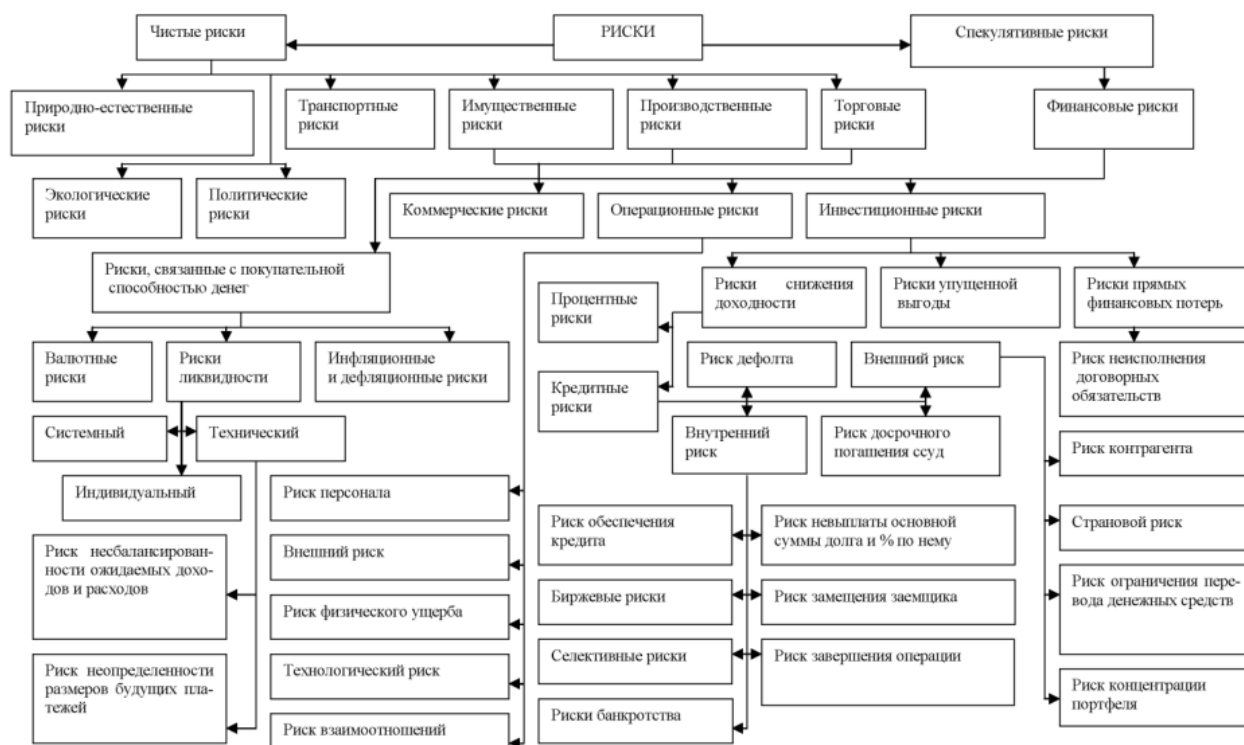 Чистые риски
РИСКИ
Спекулятивные риски
Природно-естественные
риски
Транспортные
риски
Имущественные
риски
Производственные
риски
Торговые
риски
Финансовые риски
Экологические
риски
Политические
риски
Коммерческие риски
Операционные риски
Инвестиционные риски
Риски, связанные с покупательной
способностью денег
Процентные
риски
Риски снижения
доходности
Риски упущенной
выгоды
Риски прямых
финансовых потерь
Валютные
риски
Риски
ликвидности
Инфляционные
и дефляционные риски
Кредитные
риски
Риск дефолта
Внешний риск
Риск неисполнения
договорных
обязательств
Системный
Технический
Внутренний
риск
Риск досрочного
погашения ссуд
Риск контрагента
Индивидуальный
Риск персонала
Риск обеспечения
кредита
Риск невыплаты основной
суммы долга и % по нему
Страновой риск
Риск несбалансирован-
ности ожидаемых дохо-
дов и расходов
Внешний риск
Биржевые риски
Риск замещения заемщика
Риск ограничения пере-
вода денежных средств
Риск физического ущерба
Селективные риски
Риск завершения операции
Риск неопределенности
размеров будущих пла-
тежей
Технологический риск
Риск концентрации
портфеля
Риск взаимоотношений
Риски банкротства